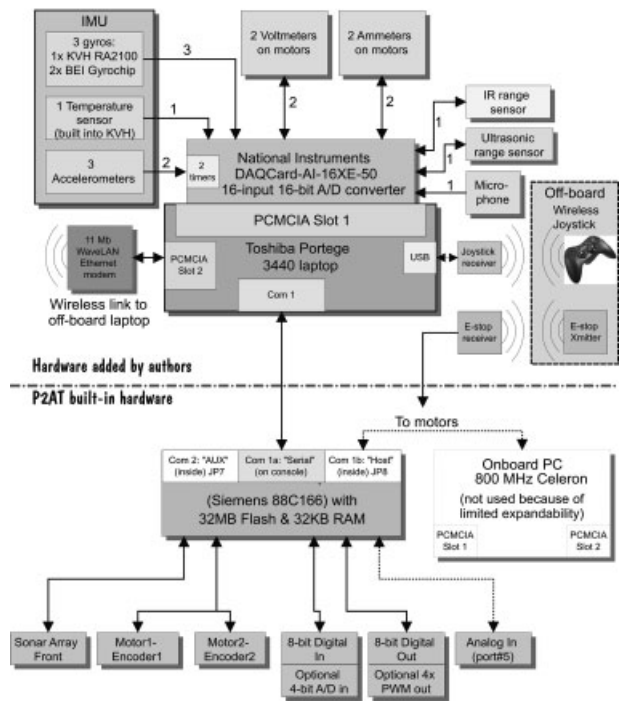 IMU
3 gyros:
1x KVH RA2100
2x BEI Gyrochip
1 Temperature
sensor
(built into KVH)
3
Accelerometers
3
1
2
2 Voltmeters
on motors
2 Ammeters on
motors
2
2
IR range
sensor
1
Ultrasonic
range sensor
1
Micro-
phone
1
2
timers
National Instruments
DAQCard-AI-16XE-50
16-input 16-bit A/D converter
PCMCIA Slot 1
Toshiba Portege
3440 laptop
PCMCIA
Slot 2
USB
Com 1
11 Mb
WaveLAN
Ethernet
modem
Wireless link to
off-board laptop
Joystick
receiver
E-stop
receiver
Off-board
Wireless
Joystick
E-stop
Xmitter
Hardware added by authors
P2AT built-in hardware
To motors
Com 2: "AUX"
(inside) JP7
Com 1a: "Serial"
(on console)
Com 1b: "Host"
(inside) JP8
(Siemens 88C166) with
32MB Flash & 32KB RAM
Onboard PC
800 MHz Celeron
(not used because of
limited expandability)
PCMCIA
Slot 1
PCMCIA
Slot 2
Sonar Array
Front
Motor1-
Encoder1
Motor2-
Encoder2
8-bit Digital
In
Optional
4-bit A/D in
8-bit Digital
Out
Optional 4x
PWM out
Analog In
(port#5)